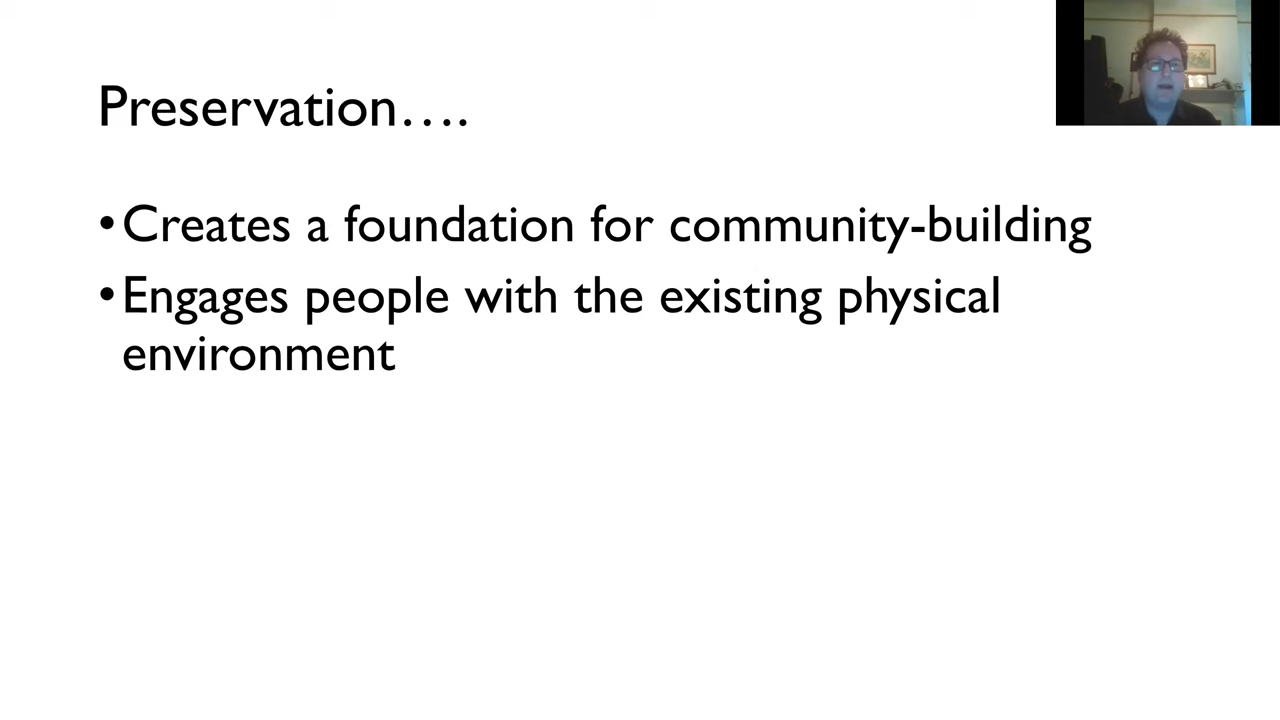 Preservation….
•Creates a foundation for community-building
•Engages people with the existing physical
environment